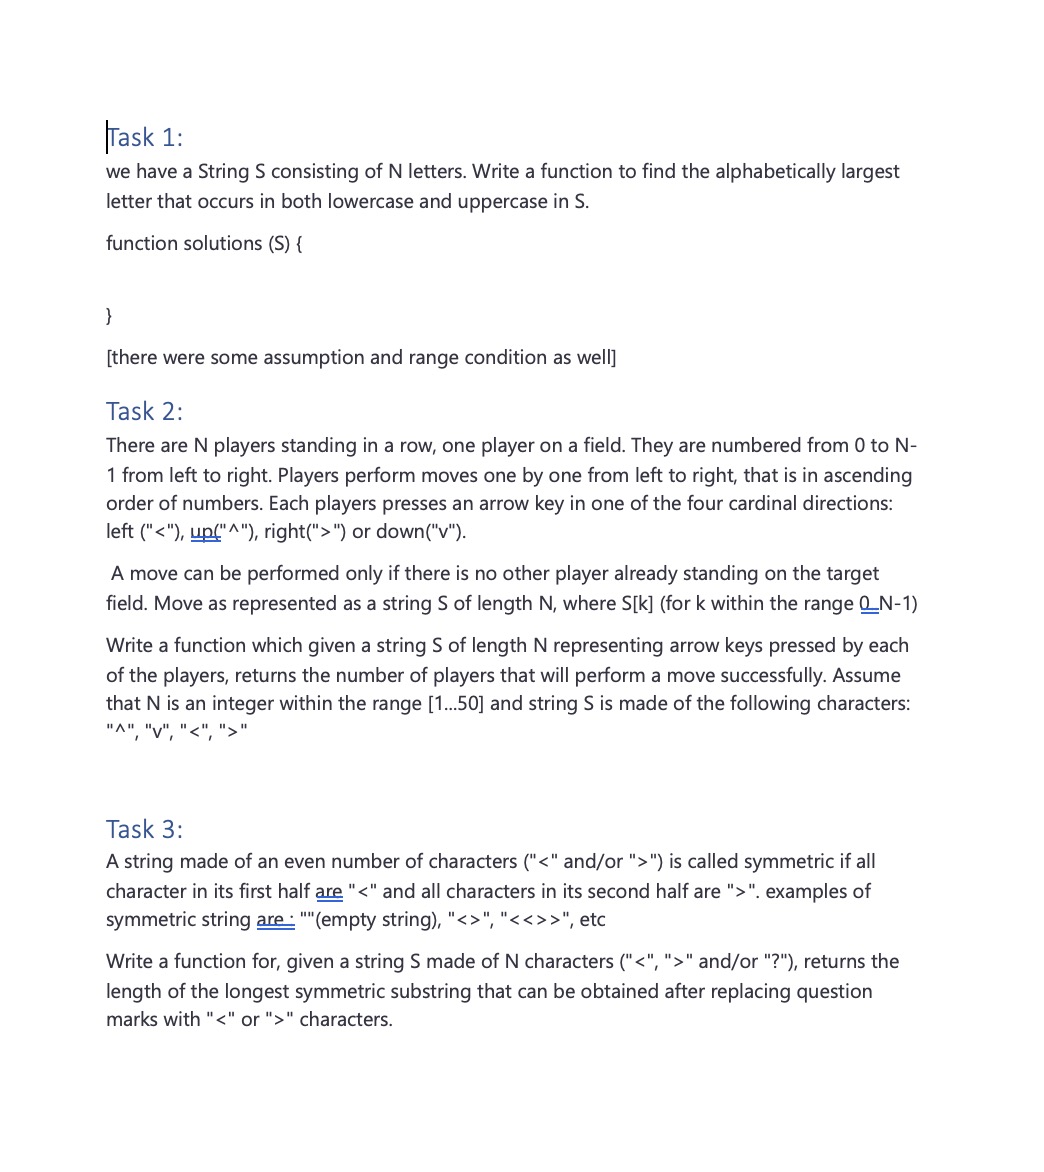 Task 1:
we have a String S consisting of N letters. Write a function to find the alphabetically largest
letter that occurs in both lowercase and uppercase in S.
function solutions (S) {
}
[there were some assumption and range condition as well]
Task 2:
There are N players standing in a row, one player on a field. They are numbered from 0 to N-
1 from left to right. Players perform moves one by one from left to right, that is in ascending
order of numbers. Each players presses an arrow key in one of the four cardinal directions:
left ("<"), up("^"), right(">") or down("v").
A move can be performed only if there is no other player already standing on the target
field. Move as represented as a string S of length N, where S[k] (for k within the range 0_N-1)
Write a function which given a string S of length N representing arrow keys pressed by each
of the players, returns the number of players that will perform a move successfully. Assume
that N is an integer within the range [1...50] and string S is made of the following characters:
"^", "v", "<", ">"
Task 3:
A string made of an even number of characters ("<" and/or ">") is called symmetric if all
character in its first half are "<" and all characters in its second half are ">". examples of
symmetric string are : ""(empty string), "<>", "<<>>", etc
Write a function for, given a string S made of N characters ("<", ">" and/or "?"), returns the
length of the longest symmetric substring that can be obtained after replacing question
marks with "<" or ">" characters.